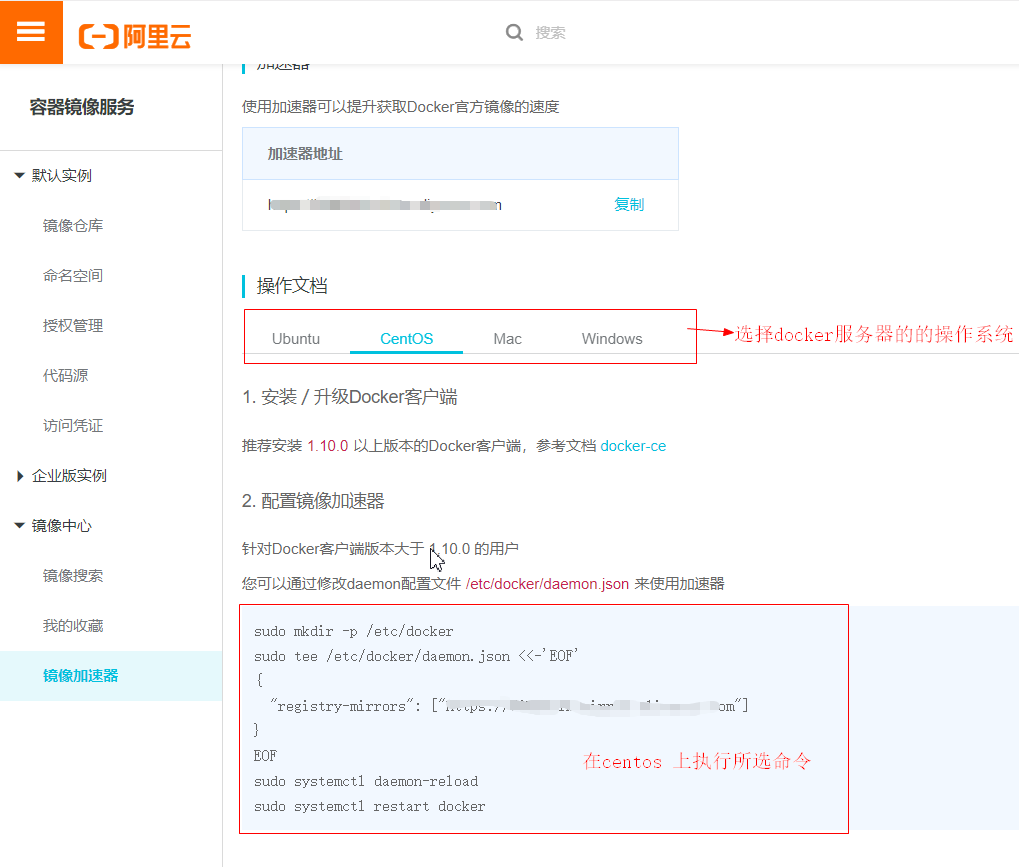 阿里云
搜索
容器镜像服务
默认实例
镜像仓库
命名空间
授权管理
代码源
访问凭证
企业版实例
镜像中心
镜像搜索
我的收藏
镜像加速器
加速器
使用加速器可以提升获取Docker官方镜像的速度
加速器地址
复制
操作文档
Ubuntu CentOS Mac Windows
选择docker服务器的的操作系统
1. 安装 / 升级Docker客户端
推荐安装 1.10.0 以上版本的Docker客户端，参考文档 docker-ce
2. 配置镜像加速器
针对Docker客户端版本大于 1.10.0 的用户
您可以通过修改daemon配置文件 /etc/docker/daemon.json 来使用加速器
sudo mkdir -p /etc/docker
sudo tee /etc/docker/daemon.json <<-'EOF'
{
"registry-mirrors": ["https:// om"]
}
EOF
在centos 上执行所选命令
sudo systemctl daemon-reload
sudo systemctl restart docker